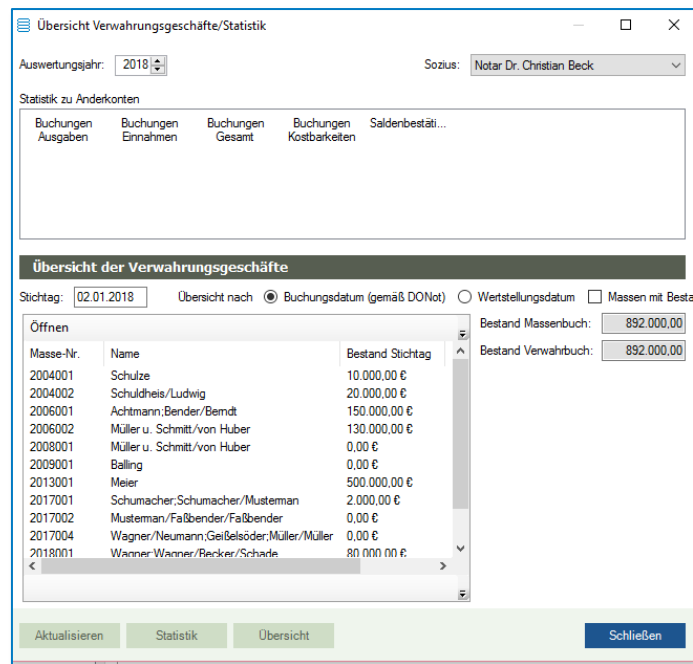 Übersicht Verwahrungsgeschäfte/Statistik
Auswertungsjahr: 2018 Sozius: Notar Dr. Christian Beck
Statistik zu Anderkonten
Buchungen Ausgaben Buchungen Einnahmen Buchungen Gesamt Buchungen Kostbarkeiten Saldenbestäti...
Übersicht der Verwahrungsgeschäfte
Stichtag: 02.01.2018 Übersicht nach Buchungsdatum (gemäß DONot) Wertstellungsdatum Massen mit Besta
Öffnen Bestand Massenbuch: 892.000,00
Masse-Nr. Name Bestand Stichtag Bestand Verwahrbuch: 892.000,00
2004001 Schulze 10.000,00 €
2004002 Schuldheis/Ludwig 20.000,00 €
2006001 Achtmann;Bender/Berndt 150.000,00 €
2006002 Müller u. Schmitt/von Huber 130.000,00 €
2008001 Müller u. Schmitt/von Huber 0,00 €
2009001 Balling 0,00 €
2013001 Meier 500.000,00 €
2017001 Schumacher;Schumacher/Musterman 2.000,00 €
2017002 Musterman/Faßbender/Faßbender 0,00 €
2017004 Wagner/Neumann;Geißelsöder;Müller/Müller 0,00 €
2018001 Wagner;Wagner/Becker/Schade 80.000,00 €
Aktualisieren Statistik Übersicht Schließen